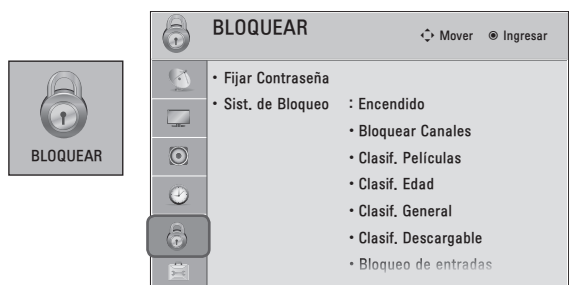 BLOQUEAR
BLOQUEAR
Mover
Ingresar
• Fijar Contraseña
• Sist. de Bloqueo : Encendido
• Bloquear Canales
• Clasif. Películas
• Clasif. Edad
• Clasif. General
• Clasif. Descargable
• Bloqueo de entradas